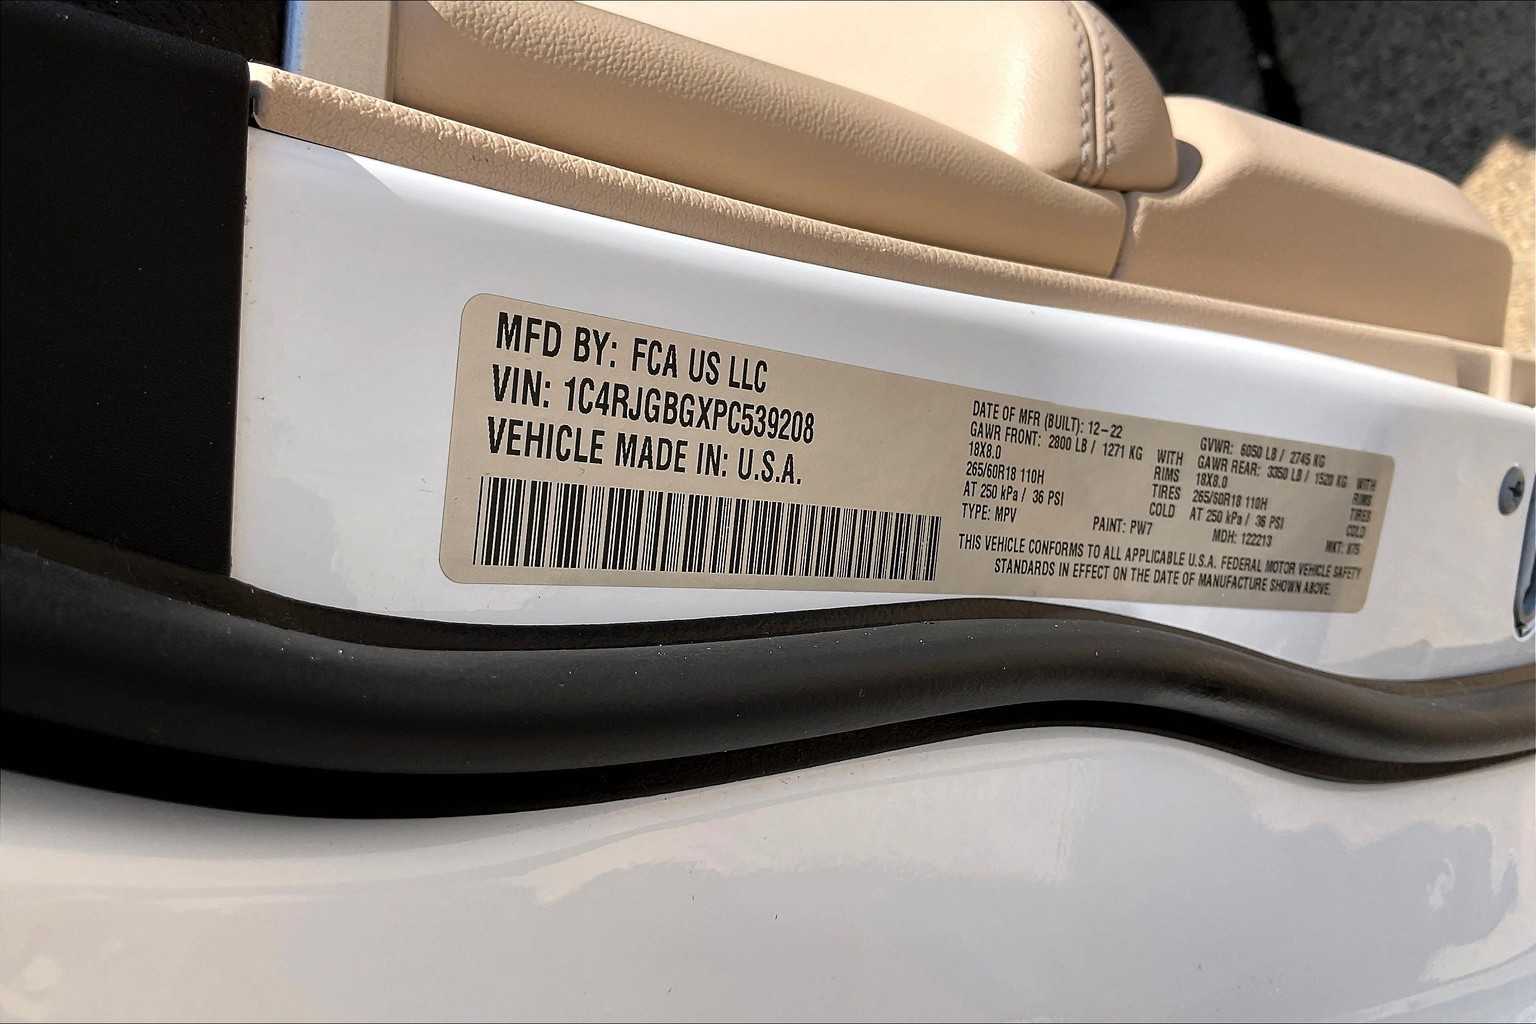 MFD BY: FCA US LLC
VIN: 1C4RJGBGXPC539208
VEHICLE MADE IN: U.S.A.
DATE OF MFR (BUILT): 12-22
GAWR FRONT: 2800 LB / 1271 KG WITH
18X8.0 RIMS
265/60R18 110H TIRES
AT 250 kPa / 36 PSI COLD
TYPE: MPV PAINT: PW7
GVWR: 6050 LB / 2745 KG
GAWR REAR: 3350 LB / 1520 KG WITH
18X8.0 RIMS
265/60R18 110H TIRES
AT 250 kPa / 36 PSI COLD
MDH: 122213 MKT:
THIS VEHICLE CONFORMS TO ALL APPLICABLE U.S.A. FEDERAL MOTOR VEHICLE SAFETY
STANDARDS IN EFFECT ON THE DATE OF MANUFACTURE SHOWN ABOVE.